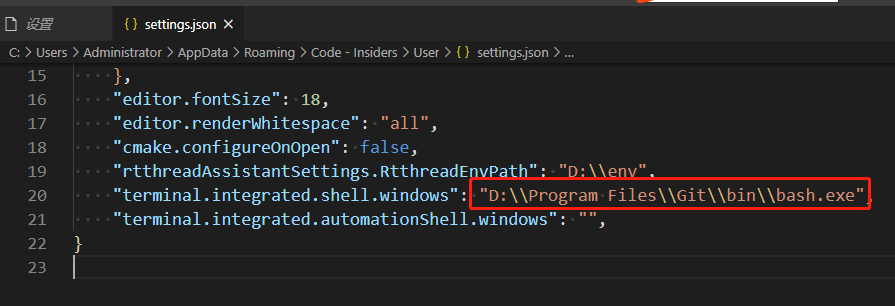 设置
{ } settings.json ×
C: > Users > Administrator > AppData > Roaming > Code - Insiders > User > { } settings.json > ...
15 },
16 "editor.fontSize": 18,
17 "editor.renderWhitespace": "all",
18 "cmake.configureOnOpen": false,
19 "rtthreadAssistantSettings.RtthreadEnvPath": "D:\\env",
20 "terminal.integrated.shell.windows": "D:\\Program Files\\Git\\bin\\bash.exe",
21 "terminal.integrated.automationShell.windows": "",
22 }
23